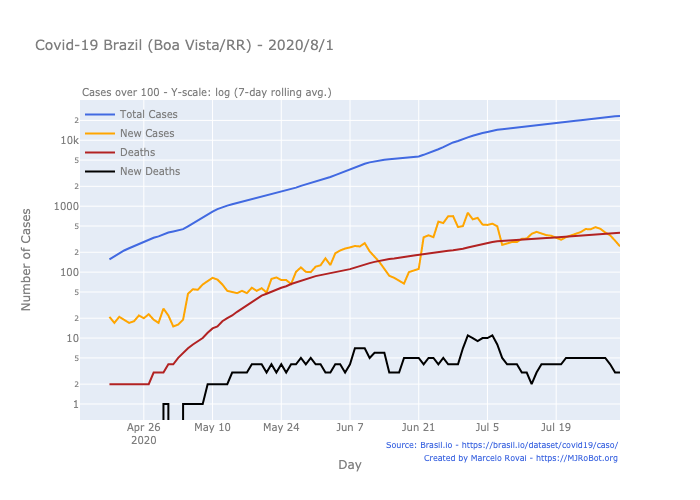 Covid-19 Brazil (Boa Vista/RR) - 2020/8/1
Cases over 100 - Y-scale: log (7-day rolling avg.)
Total Cases
New Cases
Deaths
New Deaths
2
10k
5
2
1000
5
2
100
5
2
10
5
2
1
Number of Cases
Apr 26
2020
May 10
May 24
Jun 7
Jun 21
Jul 5
Jul 19
Day
Source: Brasil.io - https://brasil.io/dataset/covid19/caso/
Created by Marcelo Rovai - https://MJRoBot.org